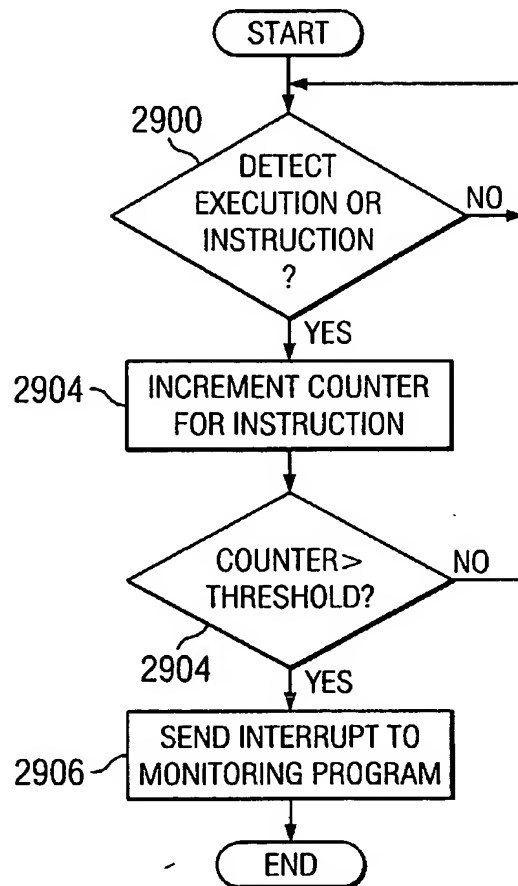 START
2900
DETECT
EXECUTION OR
INSTRUCTION
?
NO
YES
2904
INCREMENT COUNTER
FOR INSTRUCTION
COUNTER>
THRESHOLD?
NO
2904
YES
2906
SEND INTERRUPT TO
MONITORING PROGRAM
END